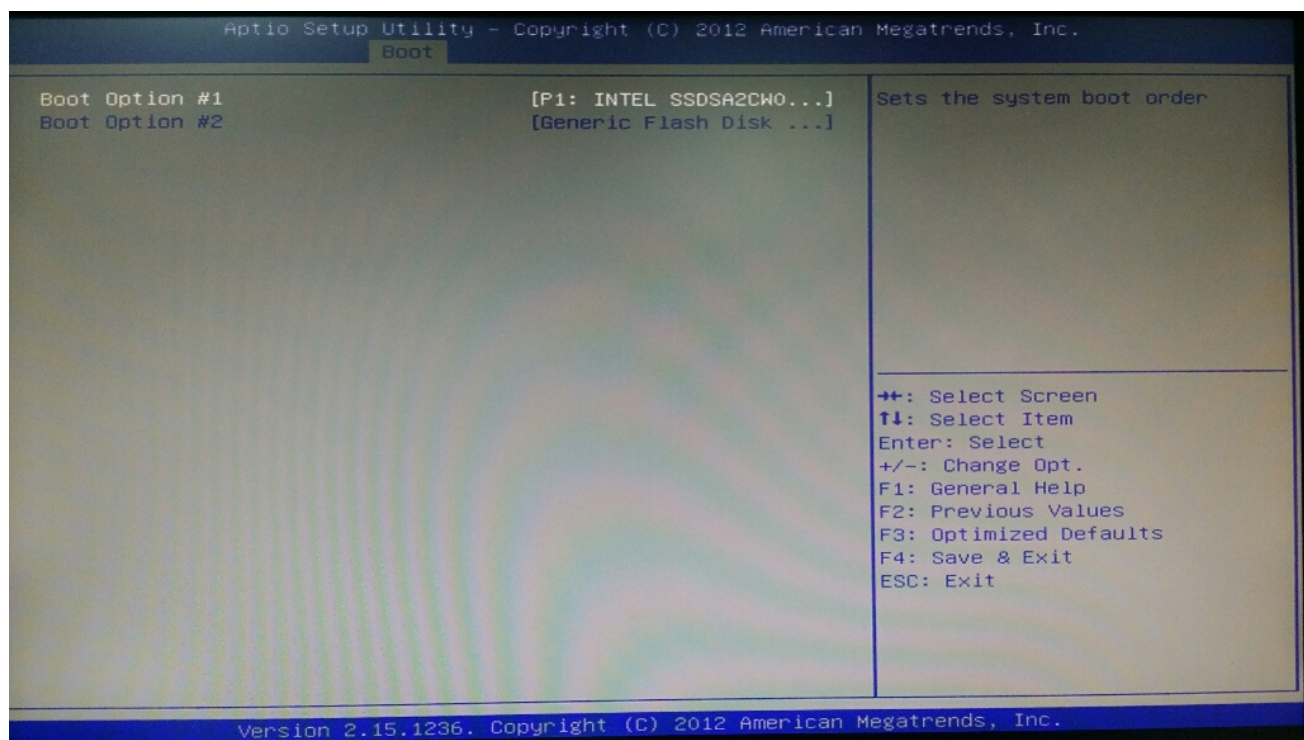 Aptio Setup Utility - Copyright (C) 2012 American Megatrends, Inc.
Boot
Boot Option #1 [P1: INTEL SSDSA2CW0...]
Boot Option #2 [Generic Flash Disk ...]
Sets the system boot order
→←: Select Screen
↑↓: Select Item
Enter: Select
+/-: Change Opt.
F1: General Help
F2: Previous Values
F3: Optimized Defaults
F4: Save & Exit
ESC: Exit
Version 2.15.1236. Copyright (C) 2012 American Megatrends, Inc.